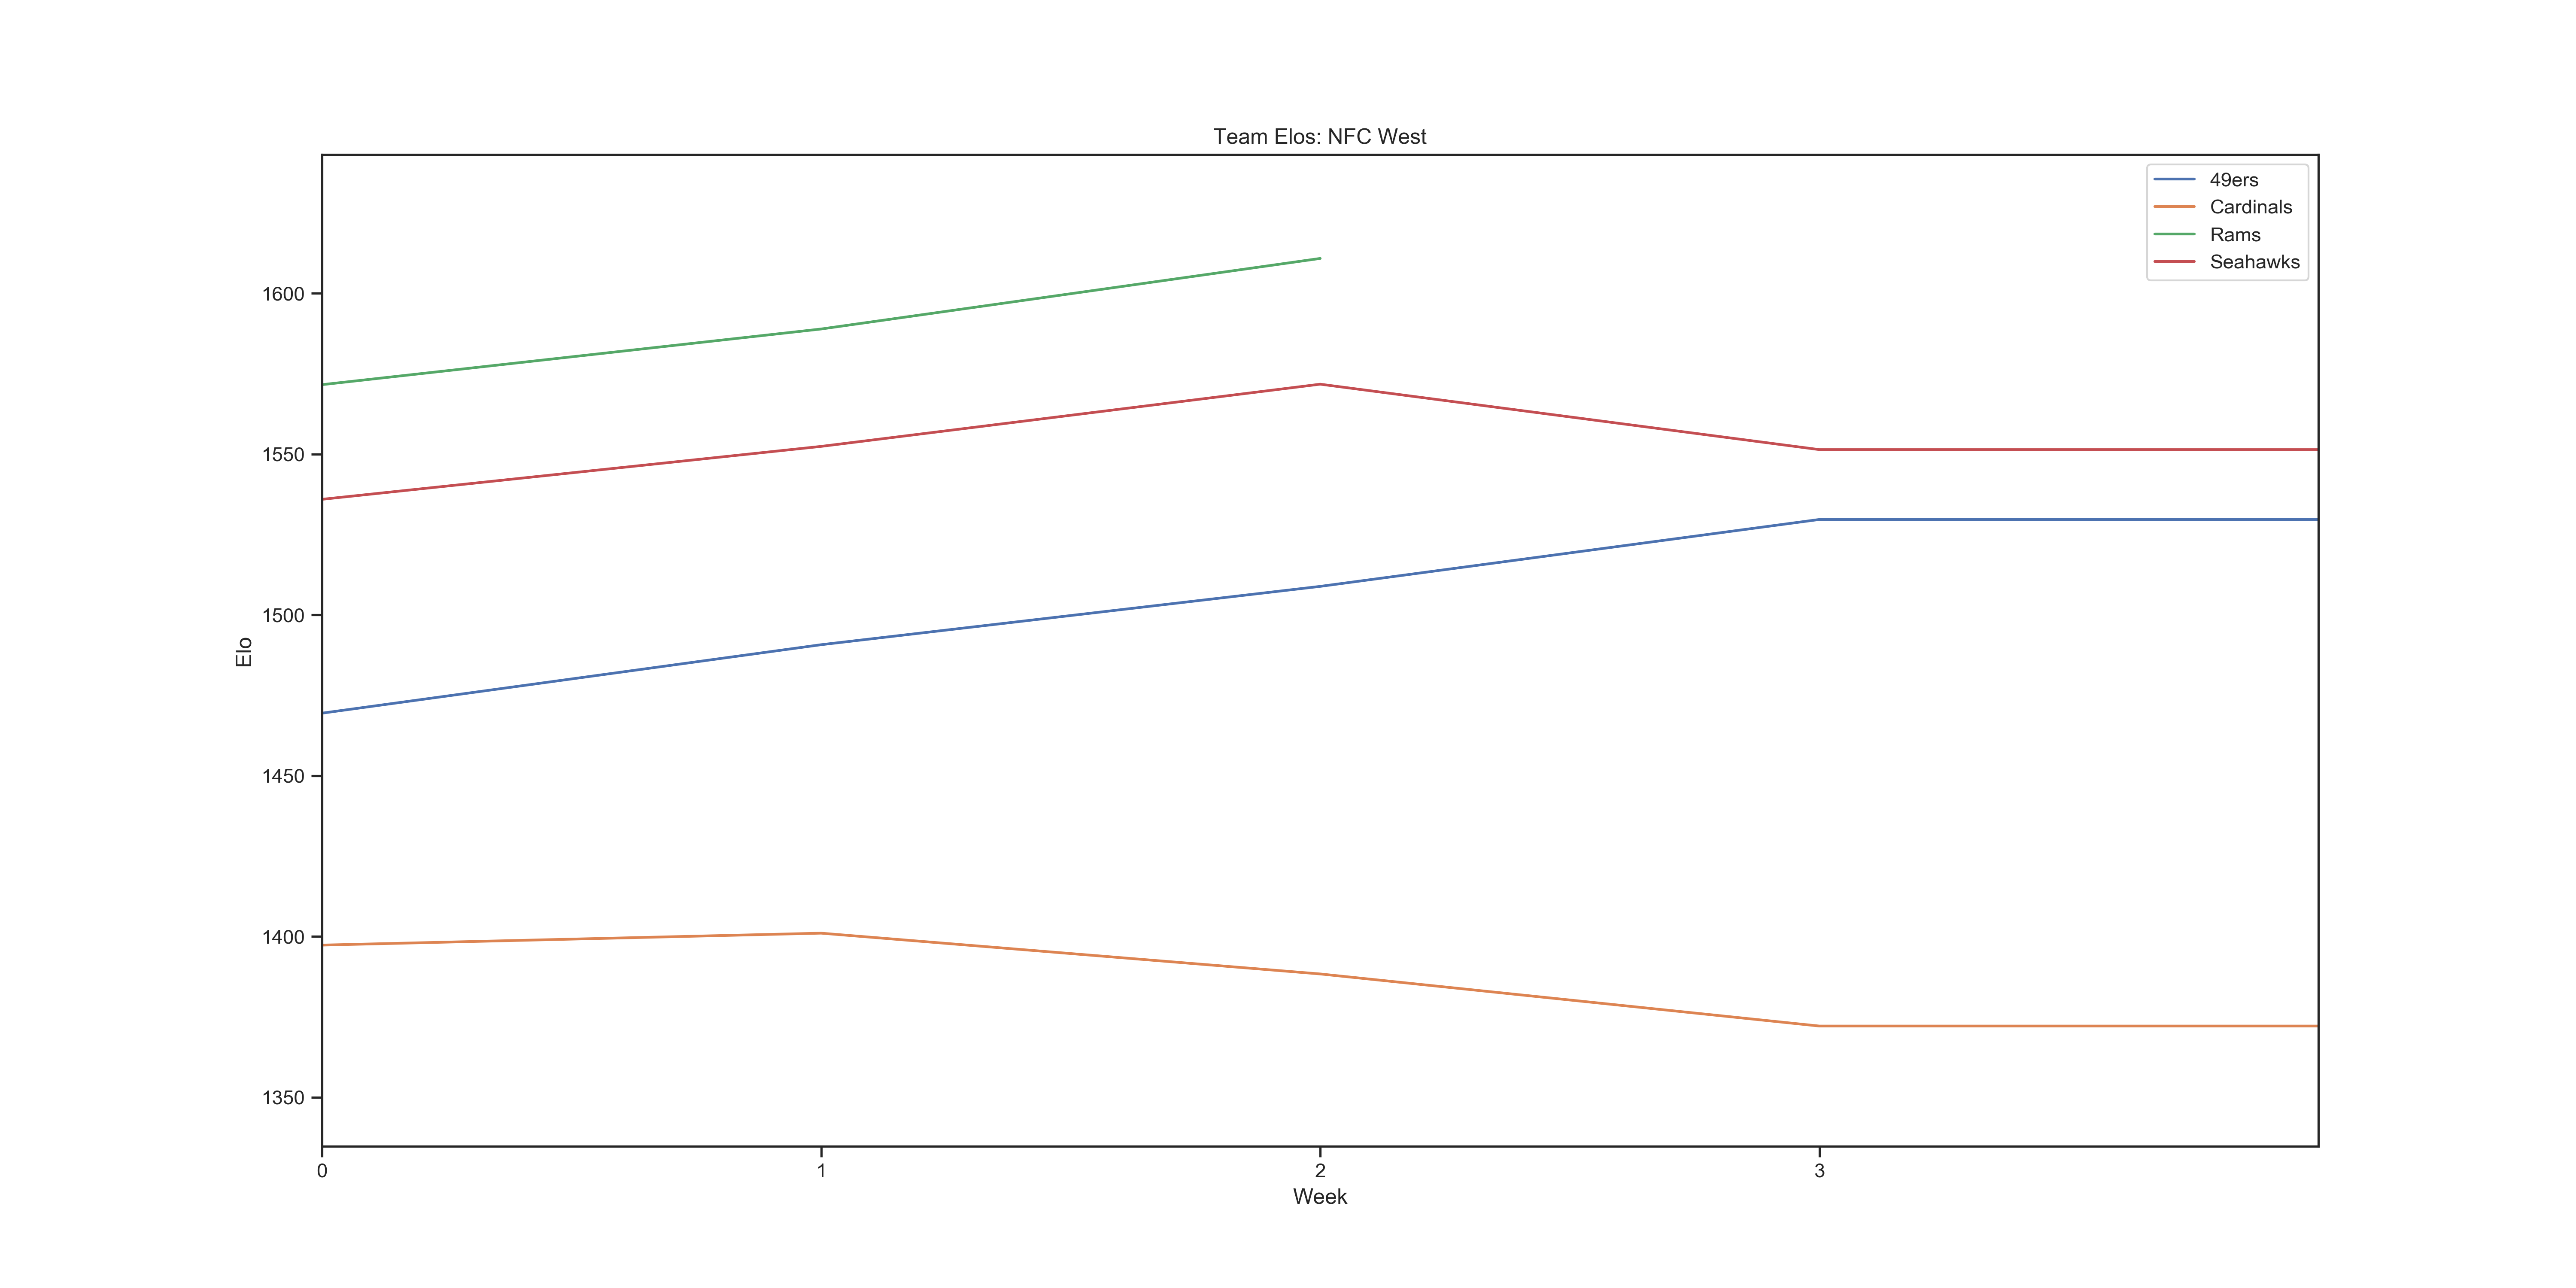 Team Elos: NFC West
49ers
Cardinals
Rams
Seahawks
1600
1550
1500
1450
1400
1350
Elo
0 1 2 3
Week